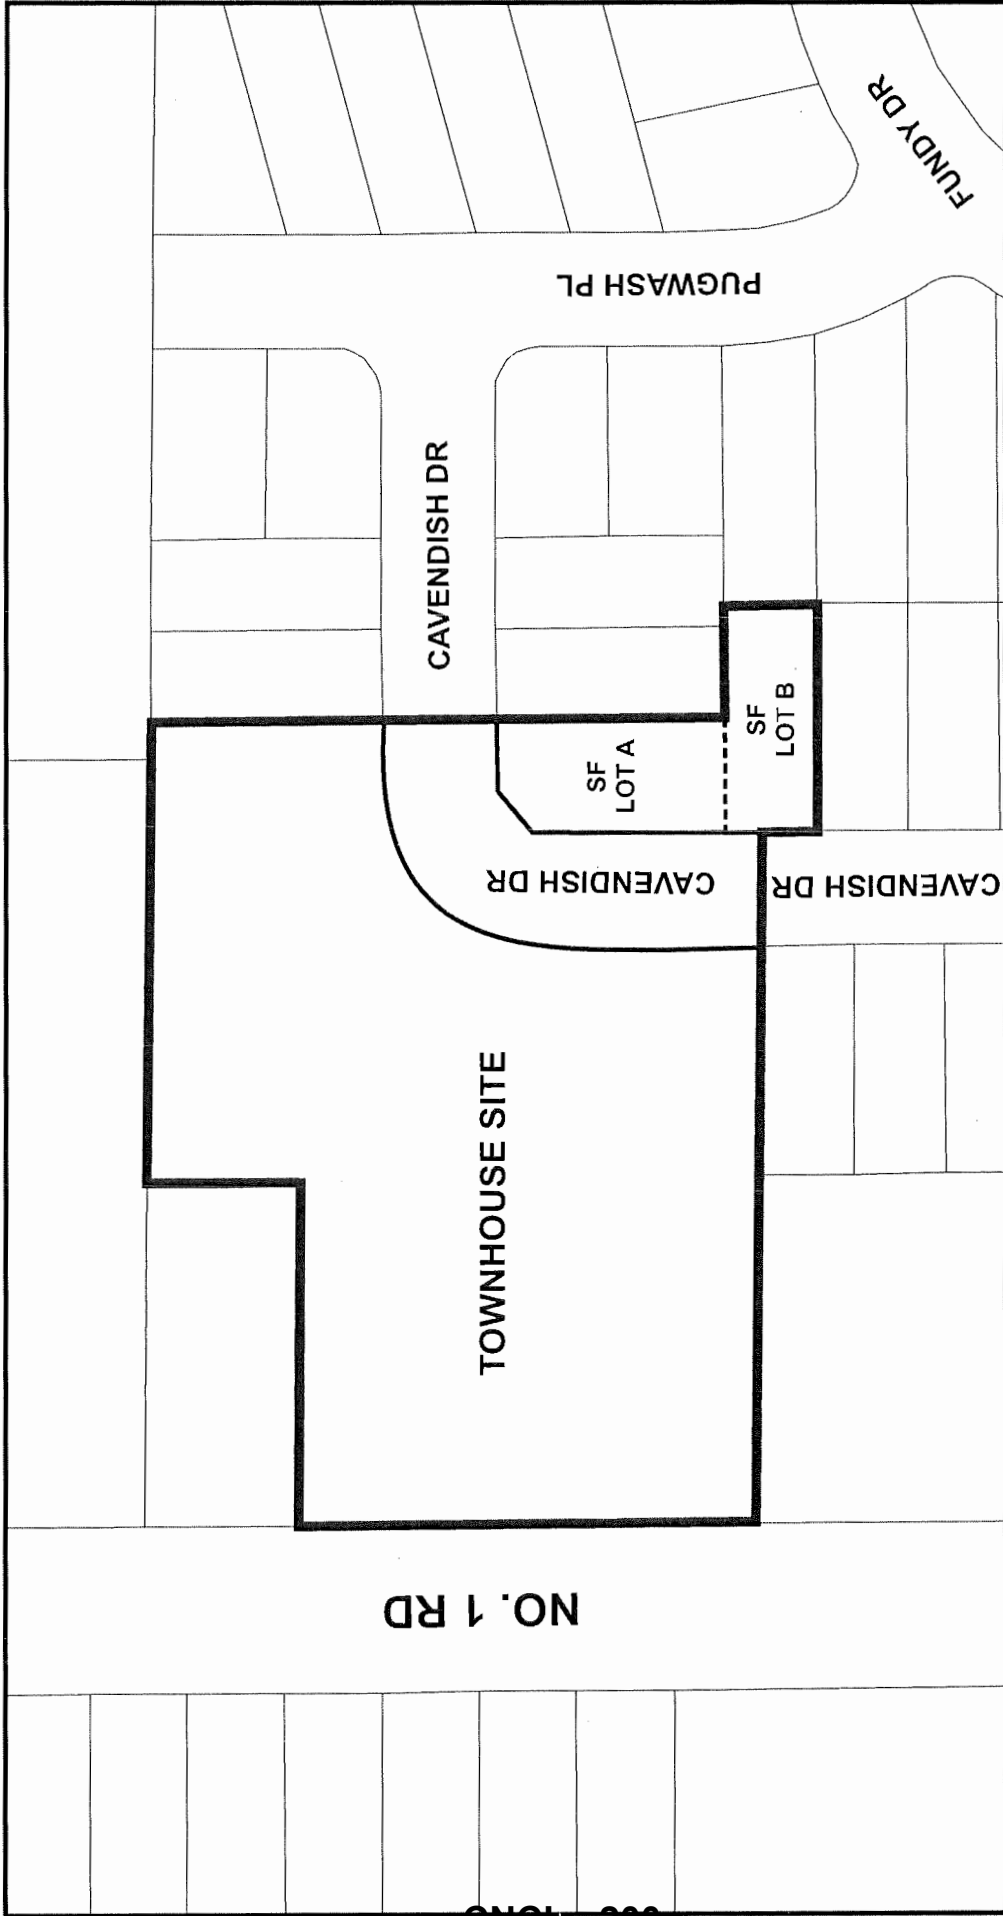 FUNDY DR
PUGWASH PL
CAVENDISH DR
SF
LOT A
SF
LOT B
CAVENDISH DR
CAVENDISH DR
TOWNHOUSE SITE
NO. 1 RD